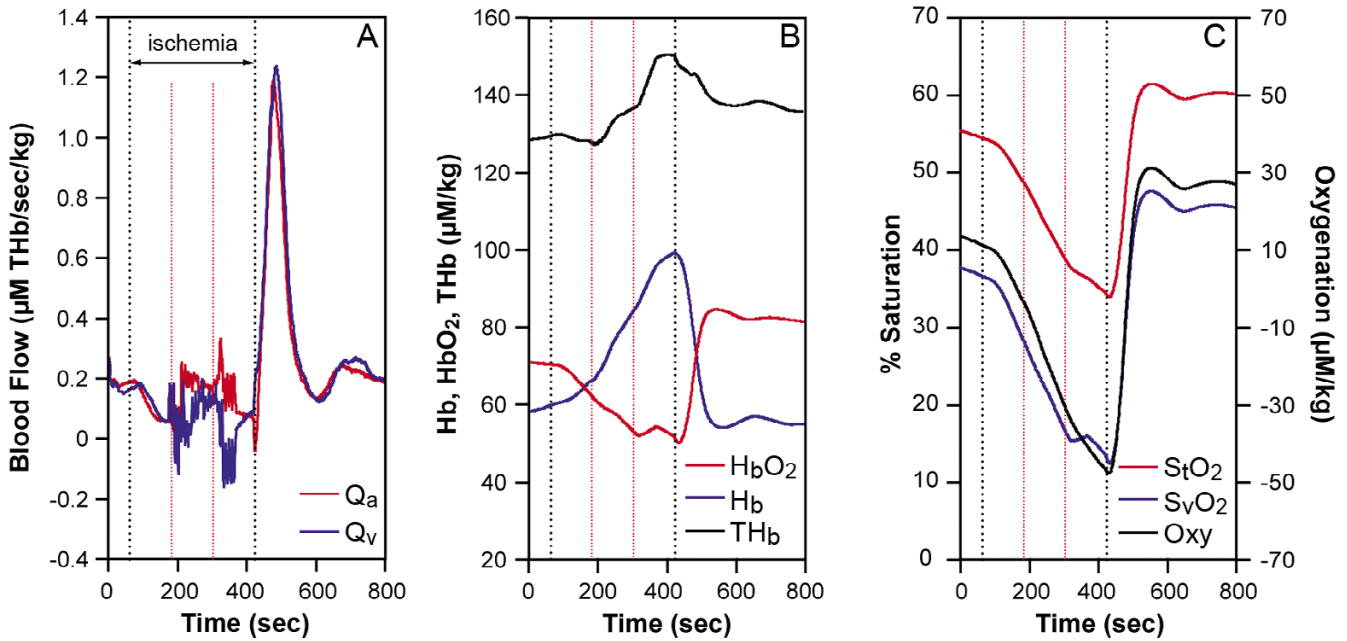 A
ischemia
Blood Flow (µM THb/sec/kg)
1.4
1.2
1.0
0.8
0.6
0.4
0.2
0
-0.2
-0.4
Qa
Qv
0 200 400 600 800
Time (sec)
B
Hb, HbO2, THb (µM/kg)
160
140
120
100
80
60
40
20
HbO2
Hb
THb
0 200 400 600 800
Time (sec)
C
% Saturation
70
60
50
40
30
20
10
0
StO2
SvO2
Oxy
0 200 400 600 800
Time (sec)
70
50
30
10
-10
-30
-50
-70
Oxygenation (µM/kg)